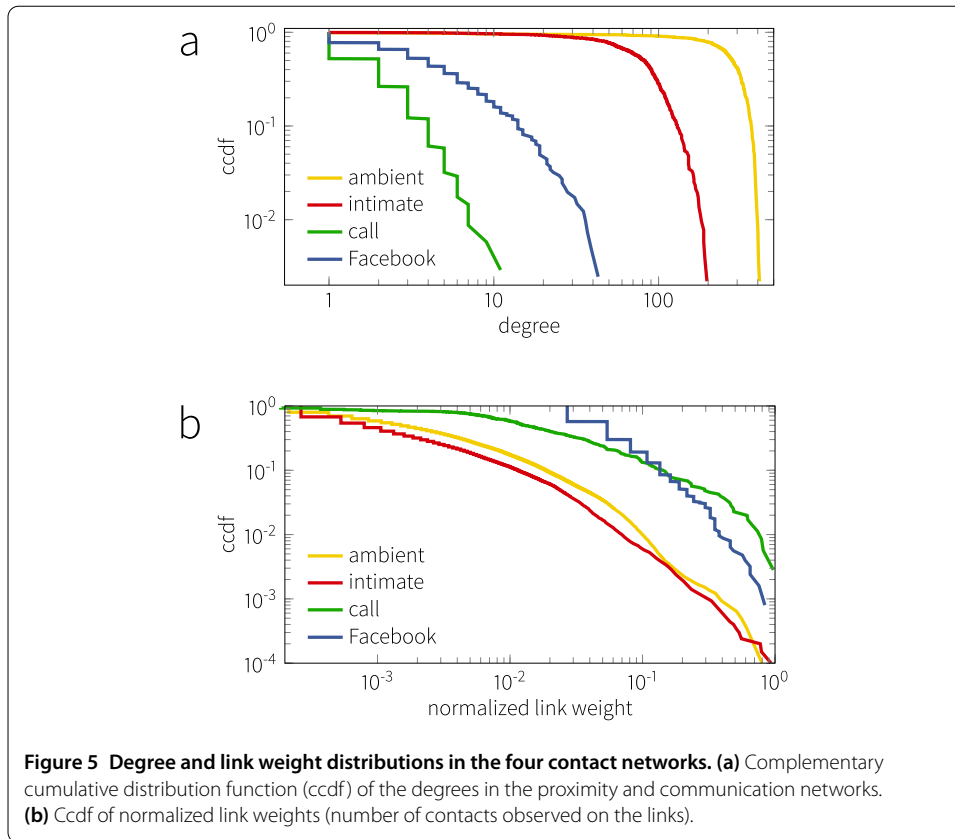 a
10^0
10^-1
10^-2
ccdf
ambient
intimate
call
Facebook
1 10 100
degree
b
10^0
10^-1
10^-2
10^-3
10^-4
ccdf
ambient
intimate
call
Facebook
10^-3 10^-2 10^-1 10^0
normalized link weight
Figure 5 Degree and link weight distributions in the four contact networks. (a) Complementary
cumulative distribution function (ccdf) of the degrees in the proximity and communication networks.
(b) Ccdf of normalized link weights (number of contacts observed on the links).